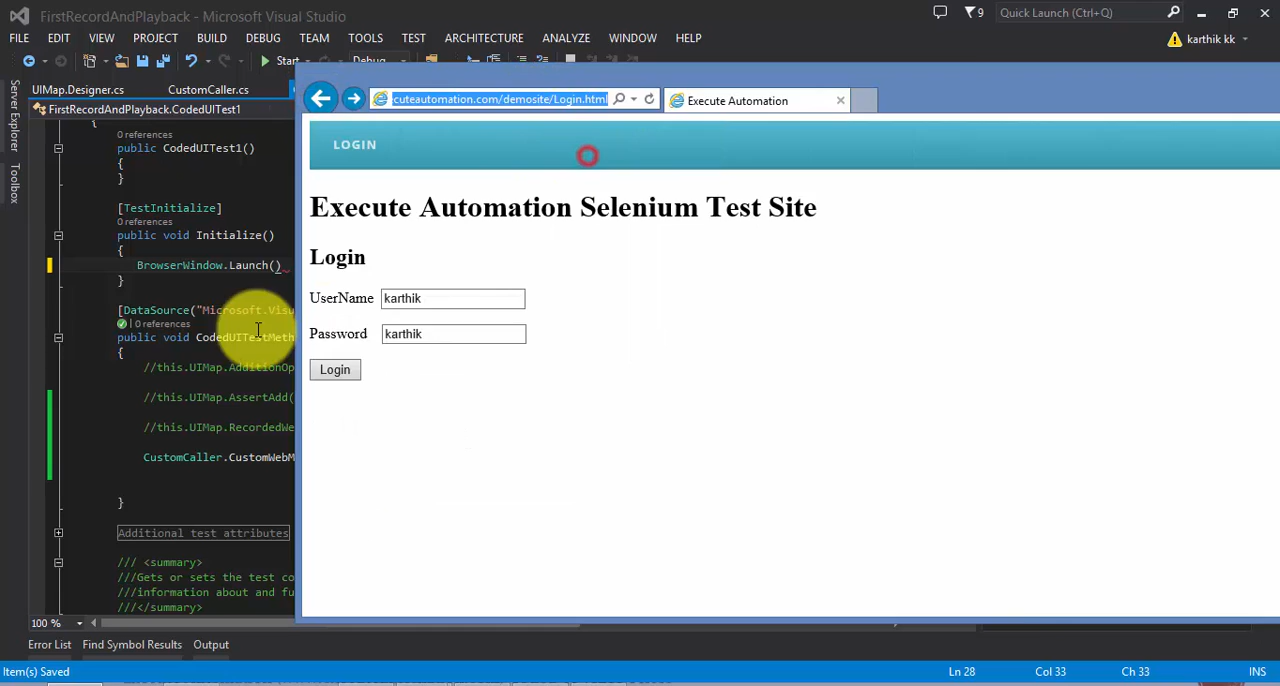 FirstRecordAndPlayback - Microsoft Visual Studio
9
Quick Launch (Ctrl+Q)
FILE EDIT VIEW PROJECT BUILD DEBUG TEAM TOOLS TEST ARCHITECTURE ANALYZE WINDOW HELP
karthik kk
Start
Debug
Server Explorer
Toolbox
UIMap.Designer.cs
CustomCaller.cs
FirstRecordAndPlayback.CodedUITest1
{
0 references
public CodedUITest1()
{
}
[TestInitialize]
0 references
public void Initialize()
{
BrowserWindow.Launch()
}
[DataSource("Microsoft.Visu
0 references
public void CodedUITestMeth
{
//this.UIMap.AdditionOp
//this.UIMap.AssertAdd(
//this.UIMap.RecordedWe
CustomCaller.CustomWebM
}
Additional test attributes
/// <summary>
///Gets or sets the test co
///information about and fu
///</summary>
cuteautomation.com/demosite/Login.html
Execute Automation
LOGIN
Execute Automation Selenium Test Site
Login
UserName karthik
Password karthik
Login
100 %
Error List Find Symbol Results Output
Item(s) Saved
Ln 28 Col 33 Ch 33 INS